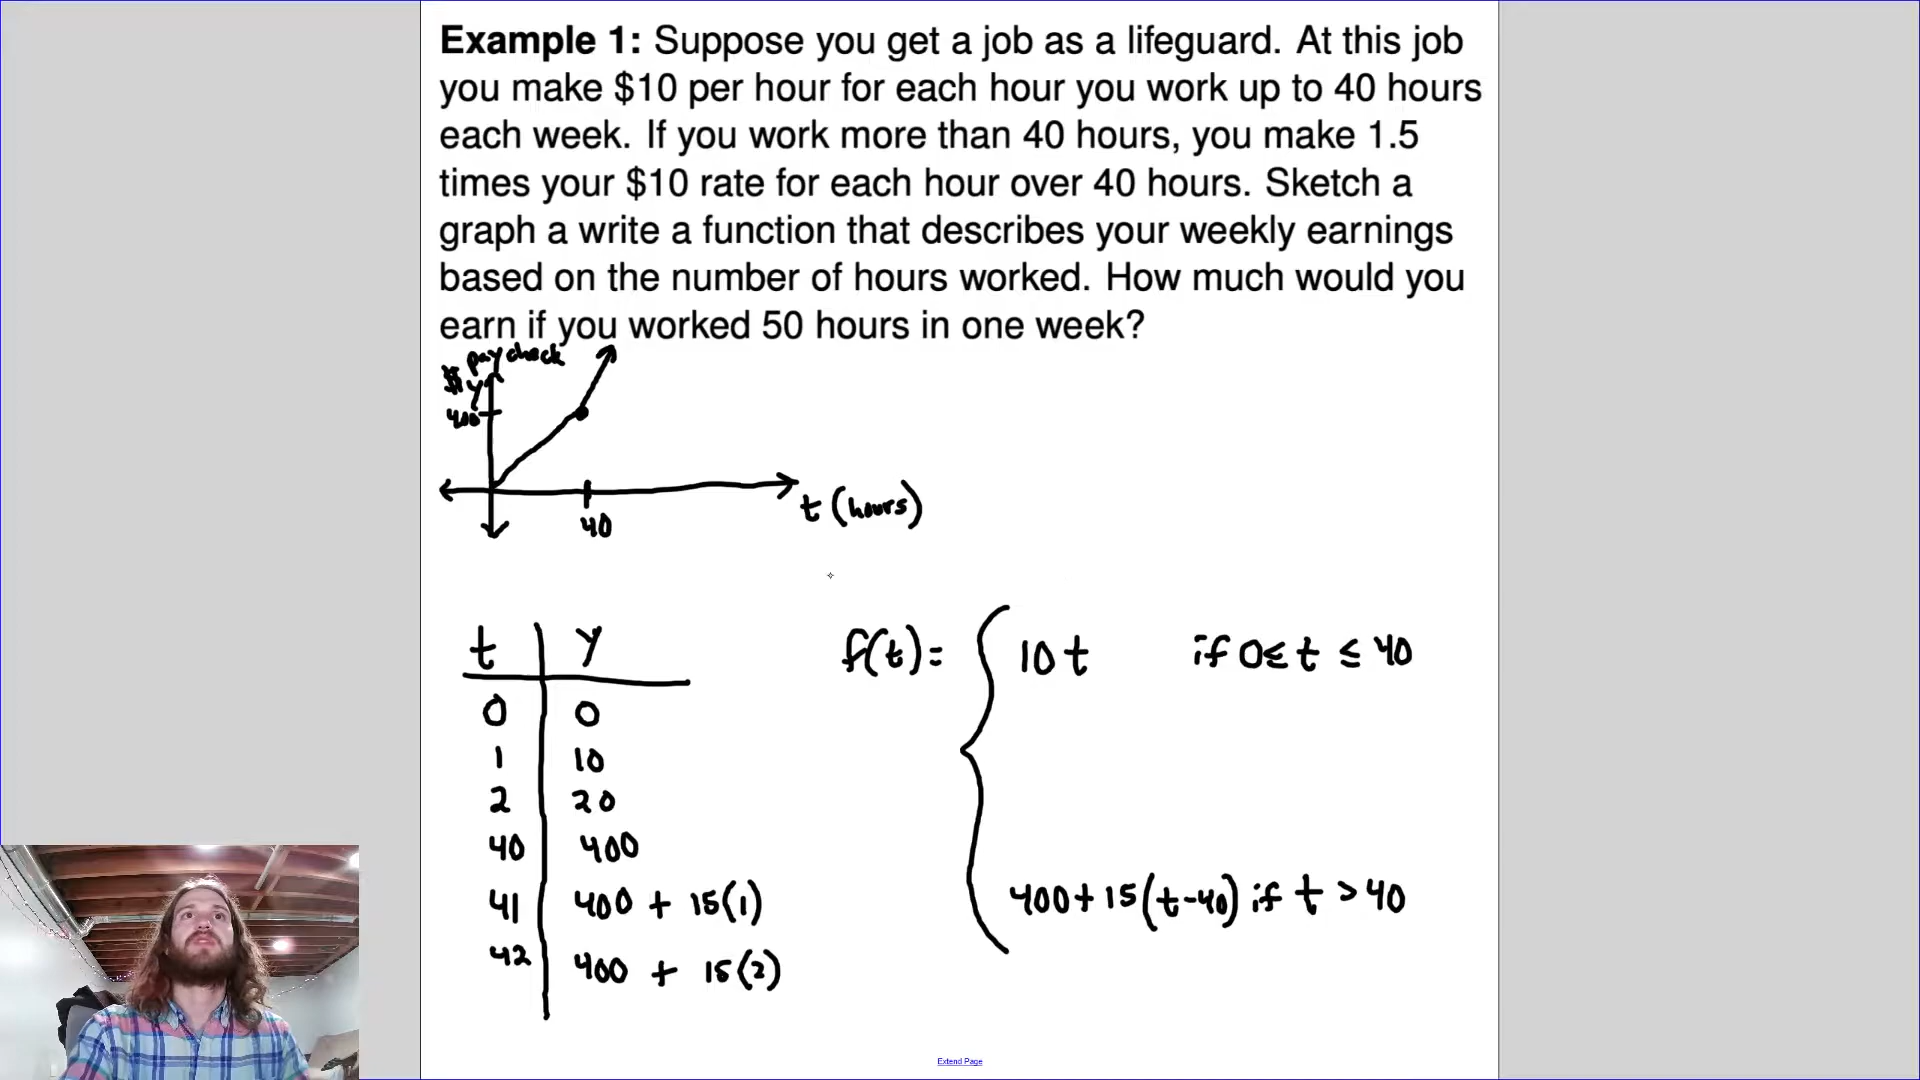 Example 1: Suppose you get a job as a lifeguard. At this job
you make $10 per hour for each hour you work up to 40 hours
each week. If you work more than 40 hours, you make 1.5
times your $10 rate for each hour over 40 hours. Sketch a
graph a write a function that describes your weekly earnings
based on the number of hours worked. How much would you
earn if you worked 50 hours in one week?
paycheck
$ y
400
t (hours)
40
t y
0 0
1 10
2 20
40 400
41 400 + 15(1)
42 400 + 15(2)
f(t) = { 10t if 0 ≤ t ≤ 40
400 + 15(t-40) if t > 40
Extend Page